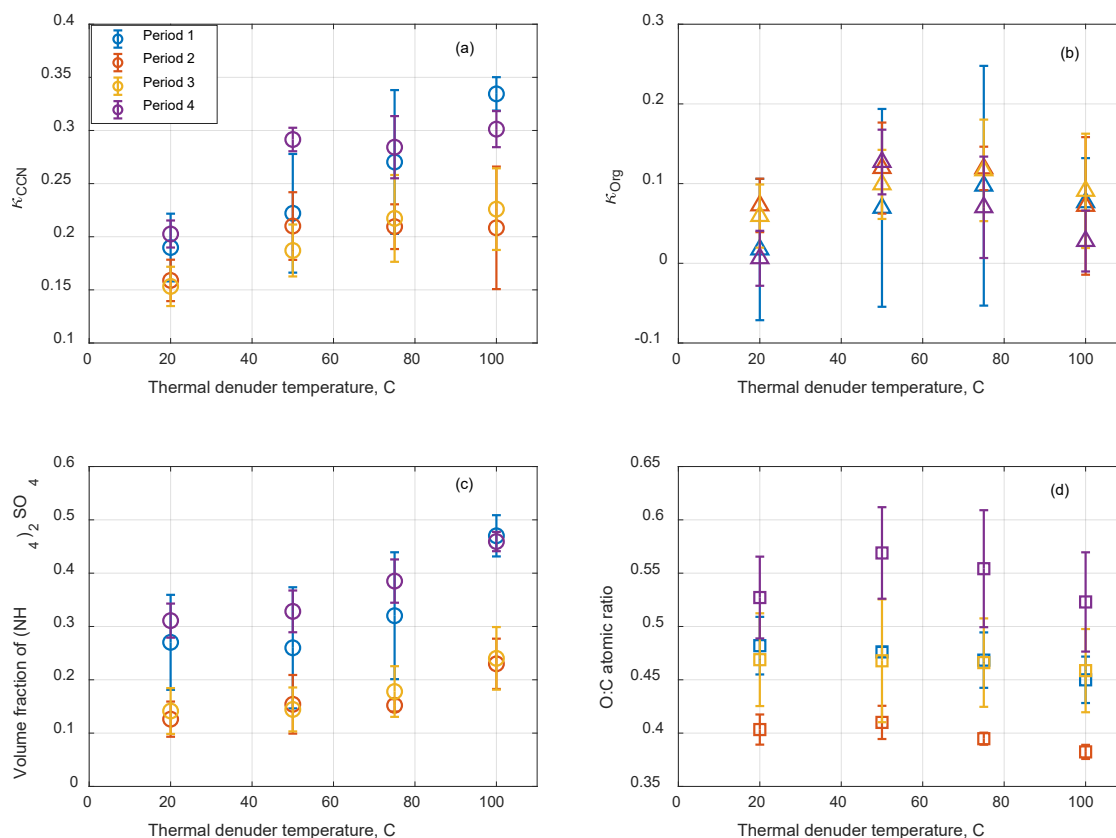 0.4
0.35
0.3
0.25
0.2
0.15
0.1
κCCN
Period 1
Period 2
Period 3
Period 4
(a)
0 20 40 60 80 100
Thermal denuder temperature, C
0.3
0.2
0.1
0
-0.1
κOrg
(b)
0 20 40 60 80 100
Thermal denuder temperature, C
0.6
0.5
0.4
0.3
0.2
0.1
0
Volume fraction of (NH4)2 SO4
(c)
0 20 40 60 80 100
Thermal denuder temperature, C
0.65
0.6
0.55
0.5
0.45
0.4
0.35
O:C atomic ratio
(d)
0 20 40 60 80 100
Thermal denuder temperature, C